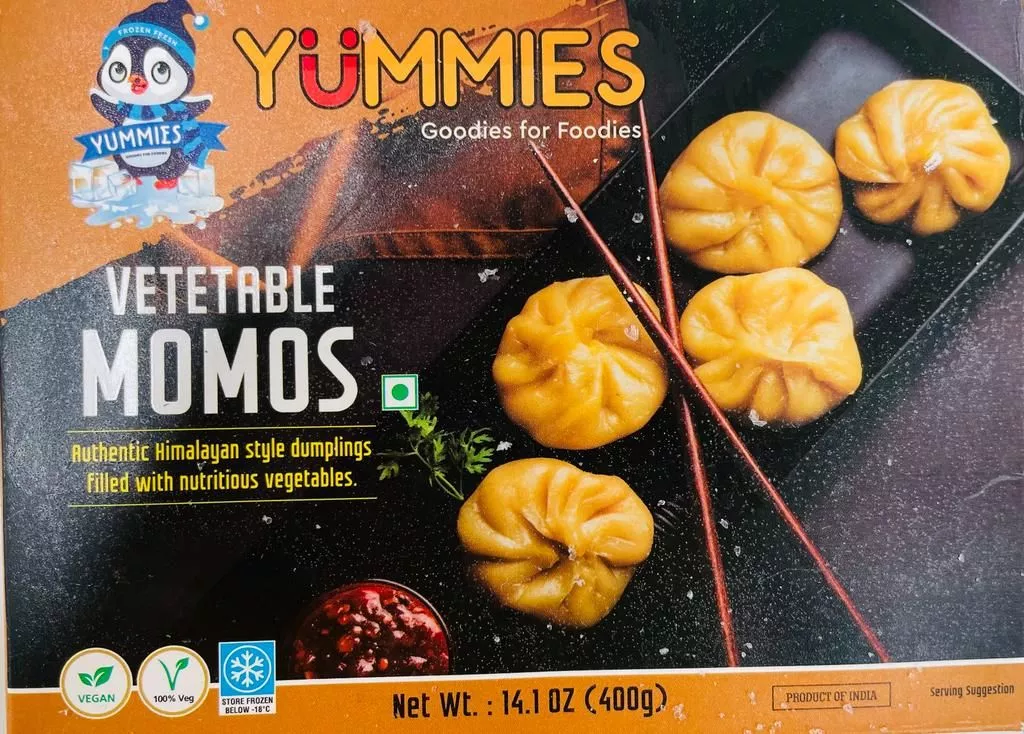 FROZEN FRESH
YUMMIES
YÜMMIES
Goodies for Foodies
VETETABLE
MOMOS
Authentic Himalayan style dumplings
filled with nutritious vegetables.
VEGAN
100% Veg
STORE FROZEN
BELOW -18°C
Net Wt. : 14.1 OZ (400g)
PRODUCT OF INDIA
Serving Suggestion